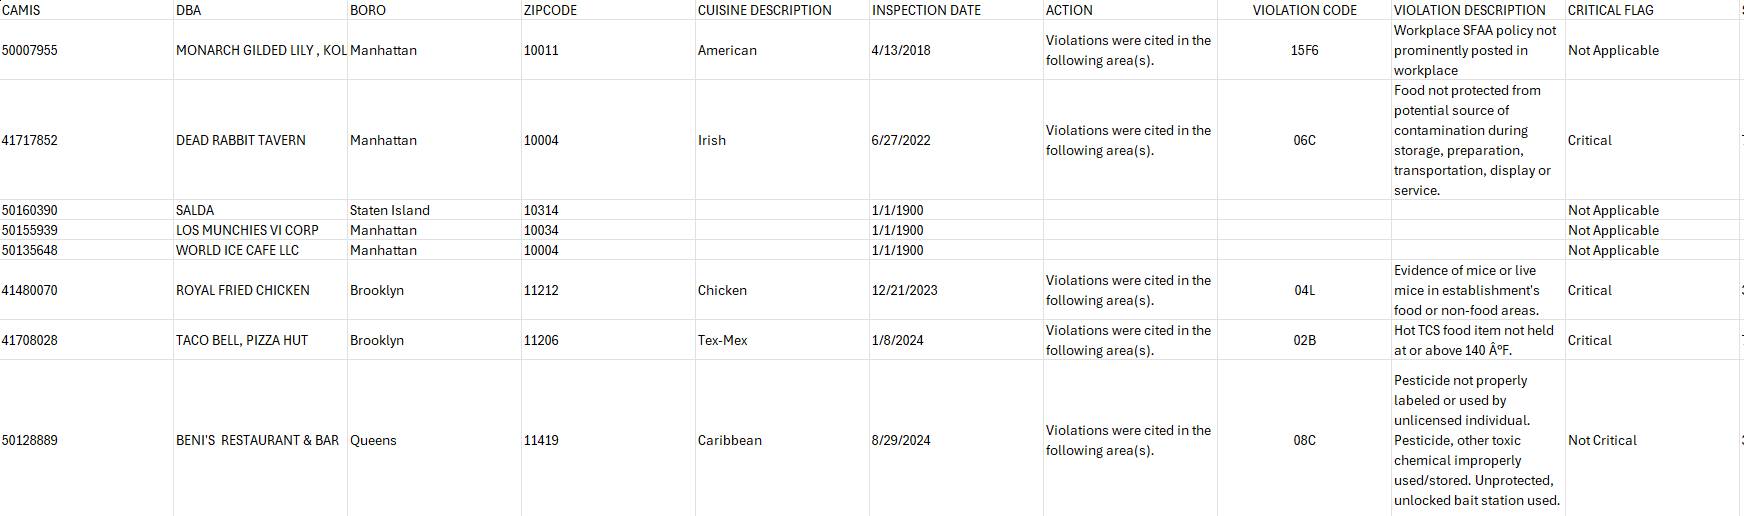 CAMIS DBA BORO ZIPCODE CUISINE DESCRIPTION INSPECTION DATE ACTION VIOLATION CODE VIOLATION DESCRIPTION CRITICAL FLAG
50007955 MONARCH GILDED LILY , KOL Manhattan 10011 American 4/13/2018 Violations were cited in the following area(s). 15F6 Workplace SFAA policy not prominently posted in workplace Not Applicable
41717852 DEAD RABBIT TAVERN Manhattan 10004 Irish 6/27/2022 Violations were cited in the following area(s). 06C Food not protected from potential source of contamination during storage, preparation, transportation, display or service. Critical
50160390 SALDA Staten Island 10314 1/1/1900 Not Applicable
50155939 LOS MUNCHIES VI CORP Manhattan 10034 1/1/1900 Not Applicable
50135648 WORLD ICE CAFE LLC Manhattan 10004 1/1/1900 Not Applicable
41480070 ROYAL FRIED CHICKEN Brooklyn 11212 Chicken 12/21/2023 Violations were cited in the following area(s). 04L Evidence of mice or live mice in establishment's food or non-food areas. Critical
41708028 TACO BELL, PIZZA HUT Brooklyn 11206 Tex-Mex 1/8/2024 Violations were cited in the following area(s). 02B Hot TCS food item not held at or above 140 Â°F. Critical
50128889 BENI'S  RESTAURANT & BAR Queens 11419 Caribbean 8/29/2024 Violations were cited in the following area(s). 08C Pesticide not properly labeled or used by unlicensed individual. Pesticide, other toxic chemical improperly used/stored. Unprotected, unlocked bait station used. Not Critical